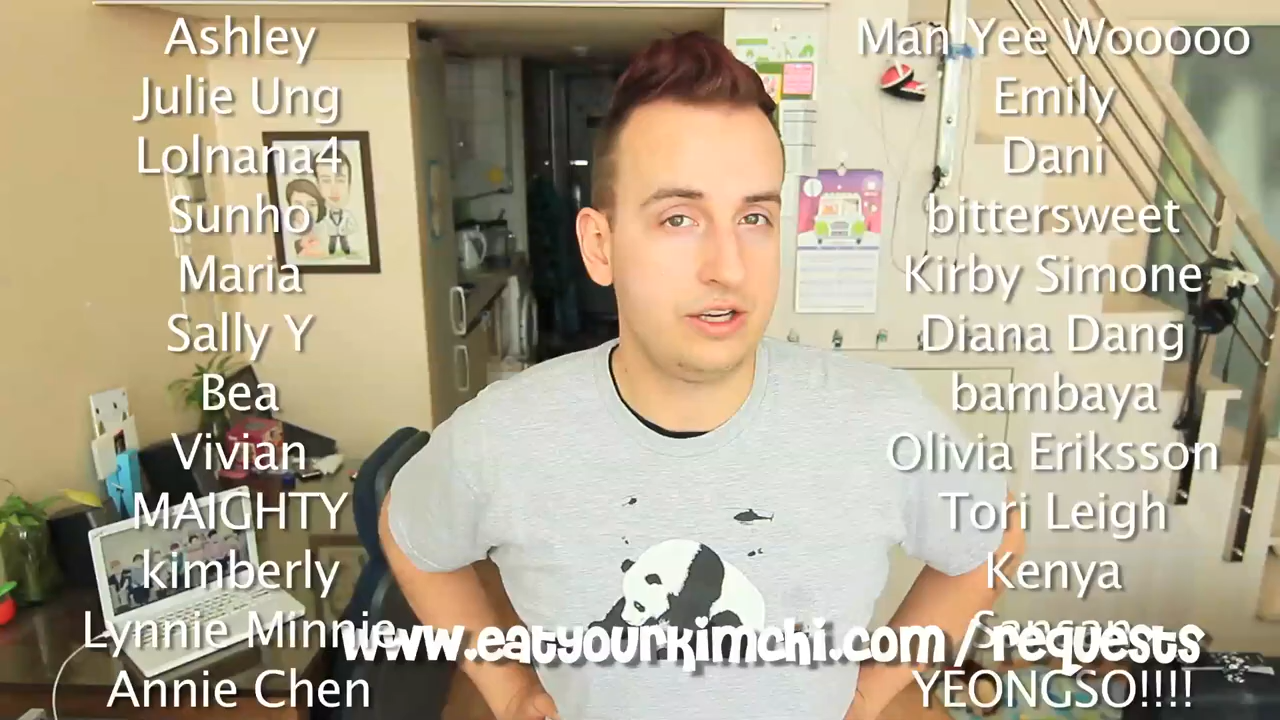 Ashley
Julie Ung
Lolnana4
Sunho
Maria
Sally Y
Bea
Vivian
MAIGHTY
kimberly
Lynnie Minnie
Annie Chen
Man Yee Wooooo
Emily
Dani
bittersweet
Kirby Simone
Diana Dang
bambaya
Olivia Eriksson
Tori Leigh
Kenya
YEONGSO!!!!
www.eatyourkimchi.com/requests